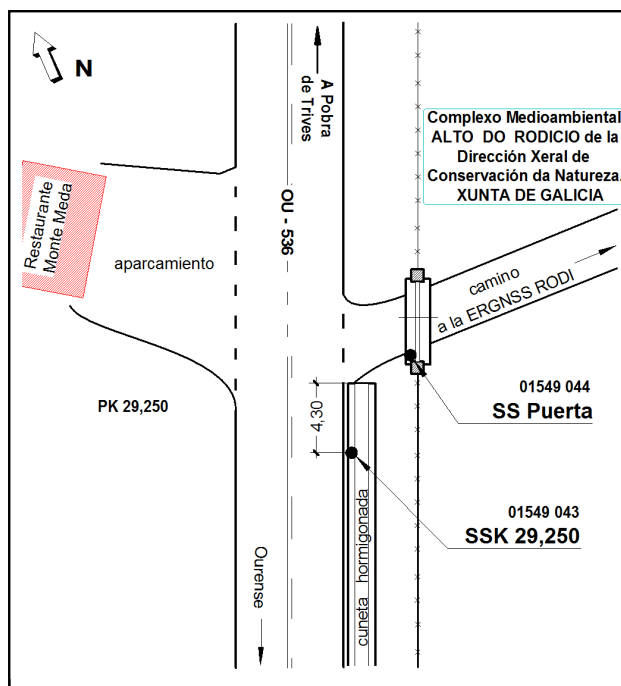 N
A Pobra
de Trives
Complexo Medioambiental
ALTO DO RODICIO de la
Dirección Xeral de
Conservación da Natureza.
XUNTA DE GALICIA
Restaurante
Monte Meda
OU - 536
aparcamiento
camino
a la ERGNSS RODI
PK 29,250
4,30
01549 044
SS Puerta
01549 043
SSK 29,250
cuneta hormigonada
Ourense